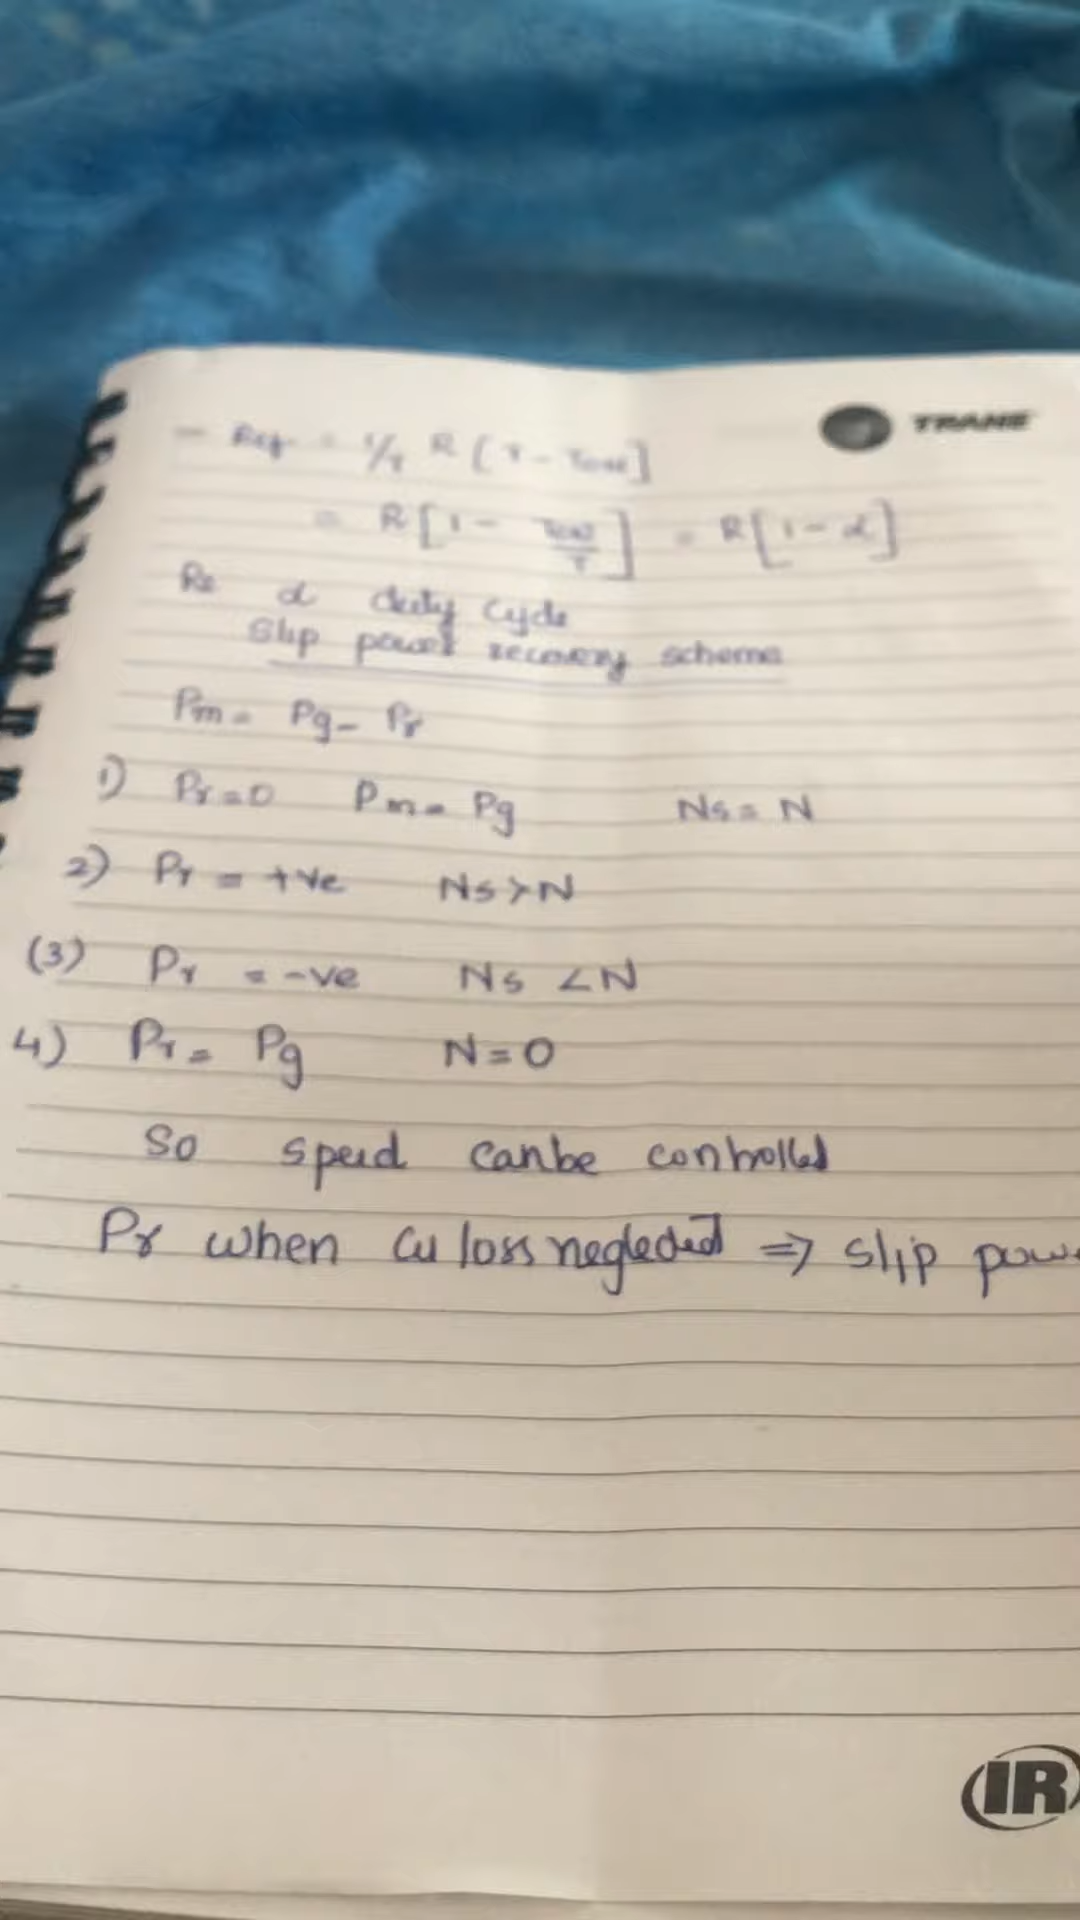 TRANE
- Ref = 1/T R [T - TON]
= R[1 - TON/T] = R[1-α]
Re α duty cycle
Slip power recovery scheme
Pm = Pg - Pr
1) Pr=0 Pm = Pg Ns = N
2) Pr = +ve Ns > N
(3) Pr = -ve Ns < N
4) Pr = Pg N = 0
So speed canbe controlled
Pr when cu loss neglected ⇒ slip pow
IR